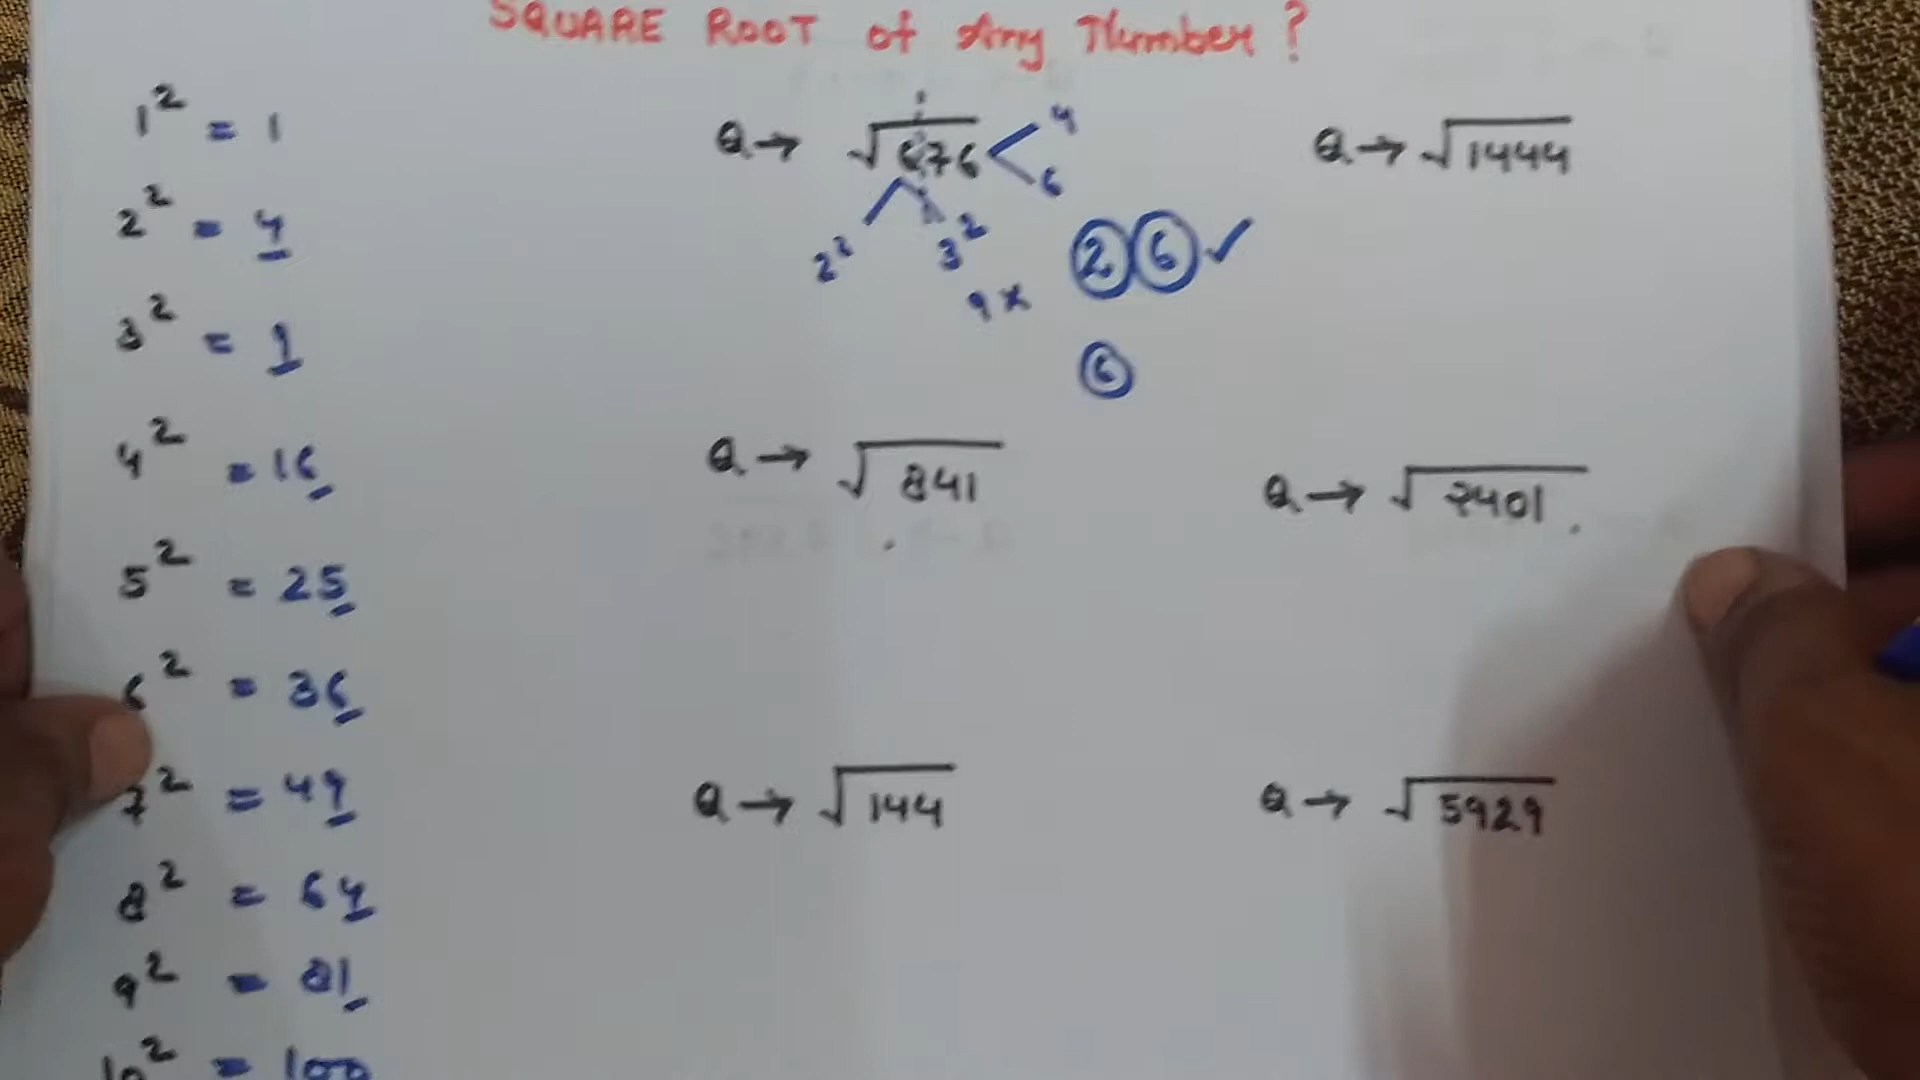 SQUARE ROOT of Any Number?
1² = 1
2² = 4
3² = 9
4² = 16
5² = 25
6² = 36
7² = 49
8² = 64
9² = 81
10² = 100
Q → √676 < 4 6
2² 3²
9 ×
2 6 ✓
6
Q → √1444
Q → √841
Q → √7401
Q → √144
Q → √5929